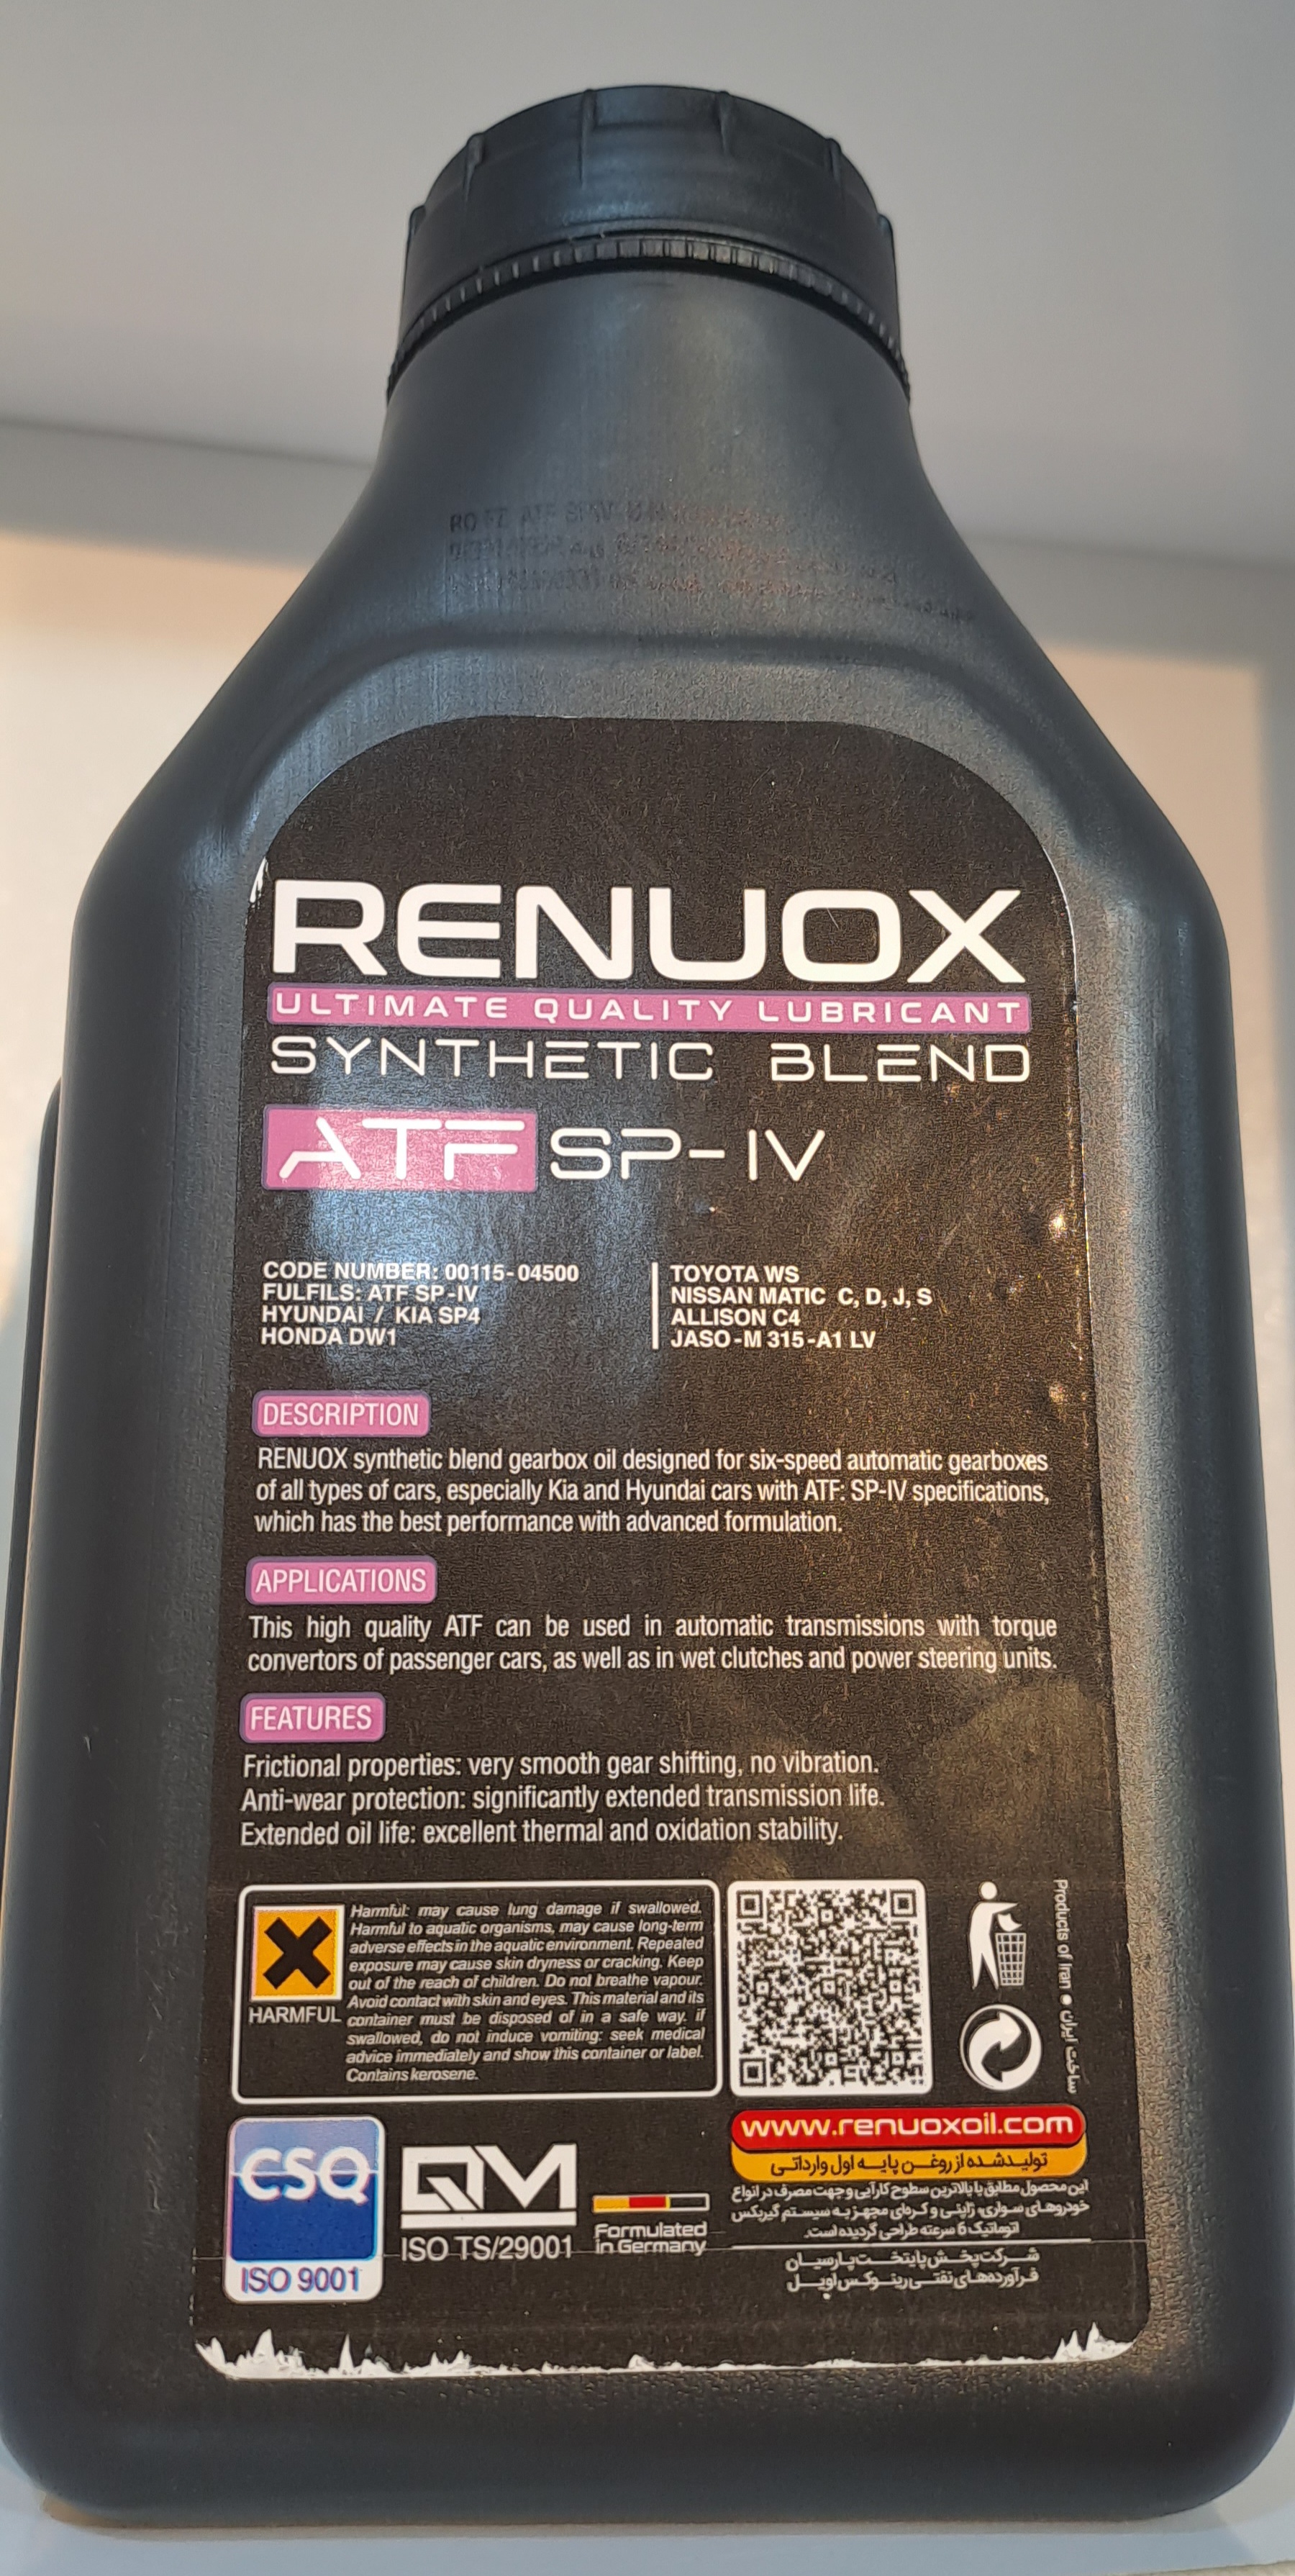 RENUOX
ULTIMATE QUALITY LUBRICANT
SYNTHETIC BLEND
ATF SP-IV
CODE NUMBER: 00115-04500
FULFILS: ATF SP-IV
HYUNDAI / KIA SP4
HONDA DW1
TOYOTA WS
NISSAN MATIC C, D, J, S
ALLISON C4
JASO-M 315-A1 LV
DESCRIPTION
RENUOX synthetic blend gearbox oil designed for six-speed automatic gearboxes
of all types of cars, especially Kia and Hyundai cars with ATF: SP-IV specifications,
which has the best performance with advanced formulation.
APPLICATIONS
This high quality ATF can be used in automatic transmissions with torque
convertors of passenger cars, as well as in wet clutches and power steering units.
FEATURES
Frictional properties: very smooth gear shifting, no vibration.
Anti-wear protection: significantly extended transmission life.
Extended oil life: excellent thermal and oxidation stability.
HARMFUL
Harmful: may cause lung damage if swallowed.
Harmful to aquatic organisms, may cause long-term
adverse effects in the aquatic environment. Repeated
exposure may cause skin dryness or cracking. Keep
out of the reach of children. Do not breathe vapour.
Avoid contact with skin and eyes. This material and its
container must be disposed of in a safe way. if
swallowed, do not induce vomiting: seek medical
advice immediately and show this container or label.
Contains kerosene.
Products of Iran • ساخت ایران
CSQ
ISO 9001
QM
ISO TS/29001
Formulated
in Germany
www.renuoxoil.com
تولیدشده از روغن پایه اول وارداتی
این محصول مطابق با بالاترین سطوح کارآیی و جهت مصرف در انواع
خودروهای سواری، ژاپنی و کره‌ای مجهز به سیستم گیربکس
اتوماتیک 6 سرعته طراحی گردیده است.
شرکت پخش پایتخت پارسیان
فرآورده‌های نفتی رینوکس اویل